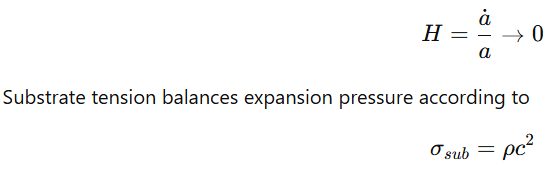 H = ȧ/a → 0
Substrate tension balances expansion pressure according to
σ_sub = ρc²